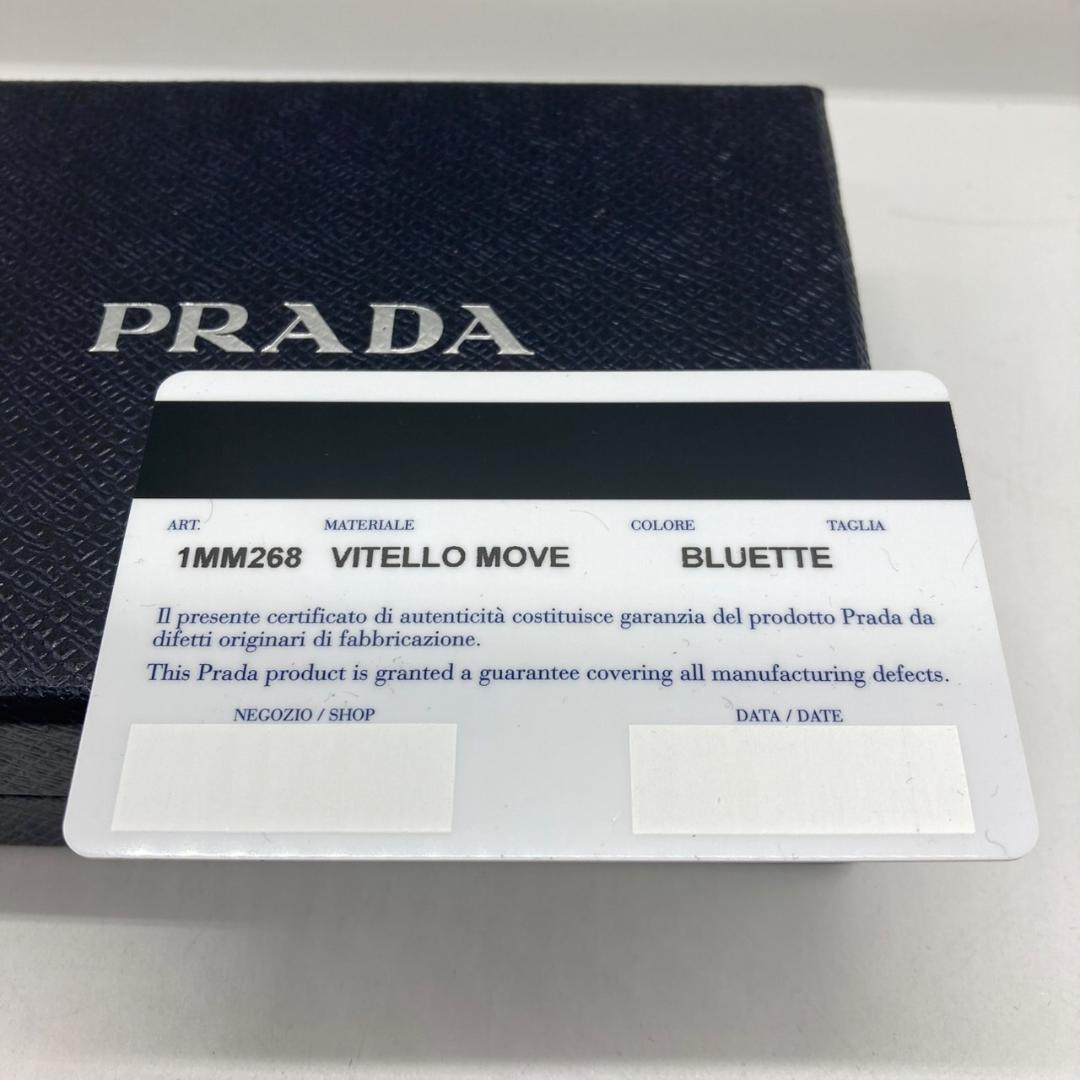 PRADA
ART. MATERIALE COLORE TAGLIA
1MM268 VITELLO MOVE BLUETTE
Il presente certificato di autenticità costituisce garanzia del prodotto Prada da
difetti originari di fabbricazione.
This Prada product is granted a guarantee covering all manufacturing defects.
NEGOZIO / SHOP DATA / DATE